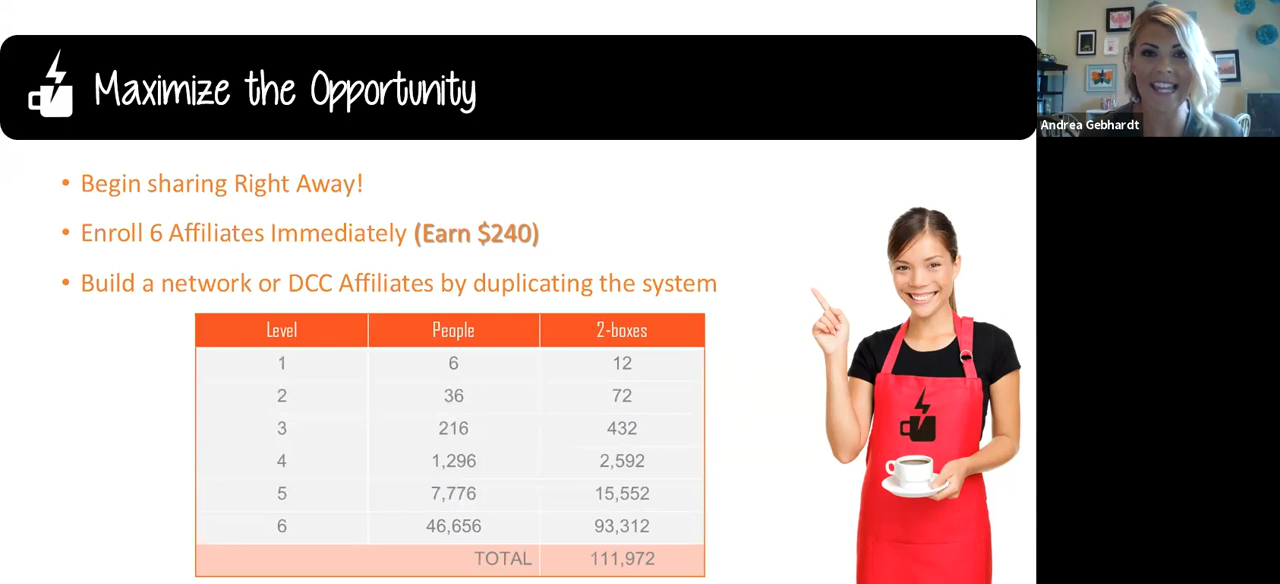 Maximize the Opportunity
Andrea Gebhardt
• Begin sharing Right Away!
• Enroll 6 Affiliates Immediately (Earn $240)
• Build a network or DCC Affiliates by duplicating the system
Level People 2-boxes
1 6 12
2 36 72
3 216 432
4 1,296 2,592
5 7,776 15,552
6 46,656 93,312
TOTAL 111,972